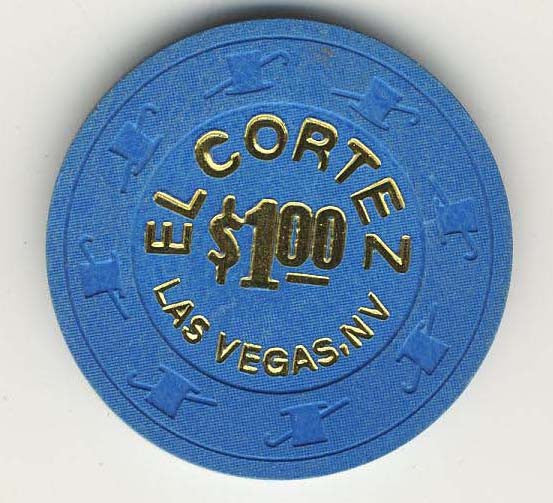 EL CORTEZ
$1.00
LAS VEGAS, NV